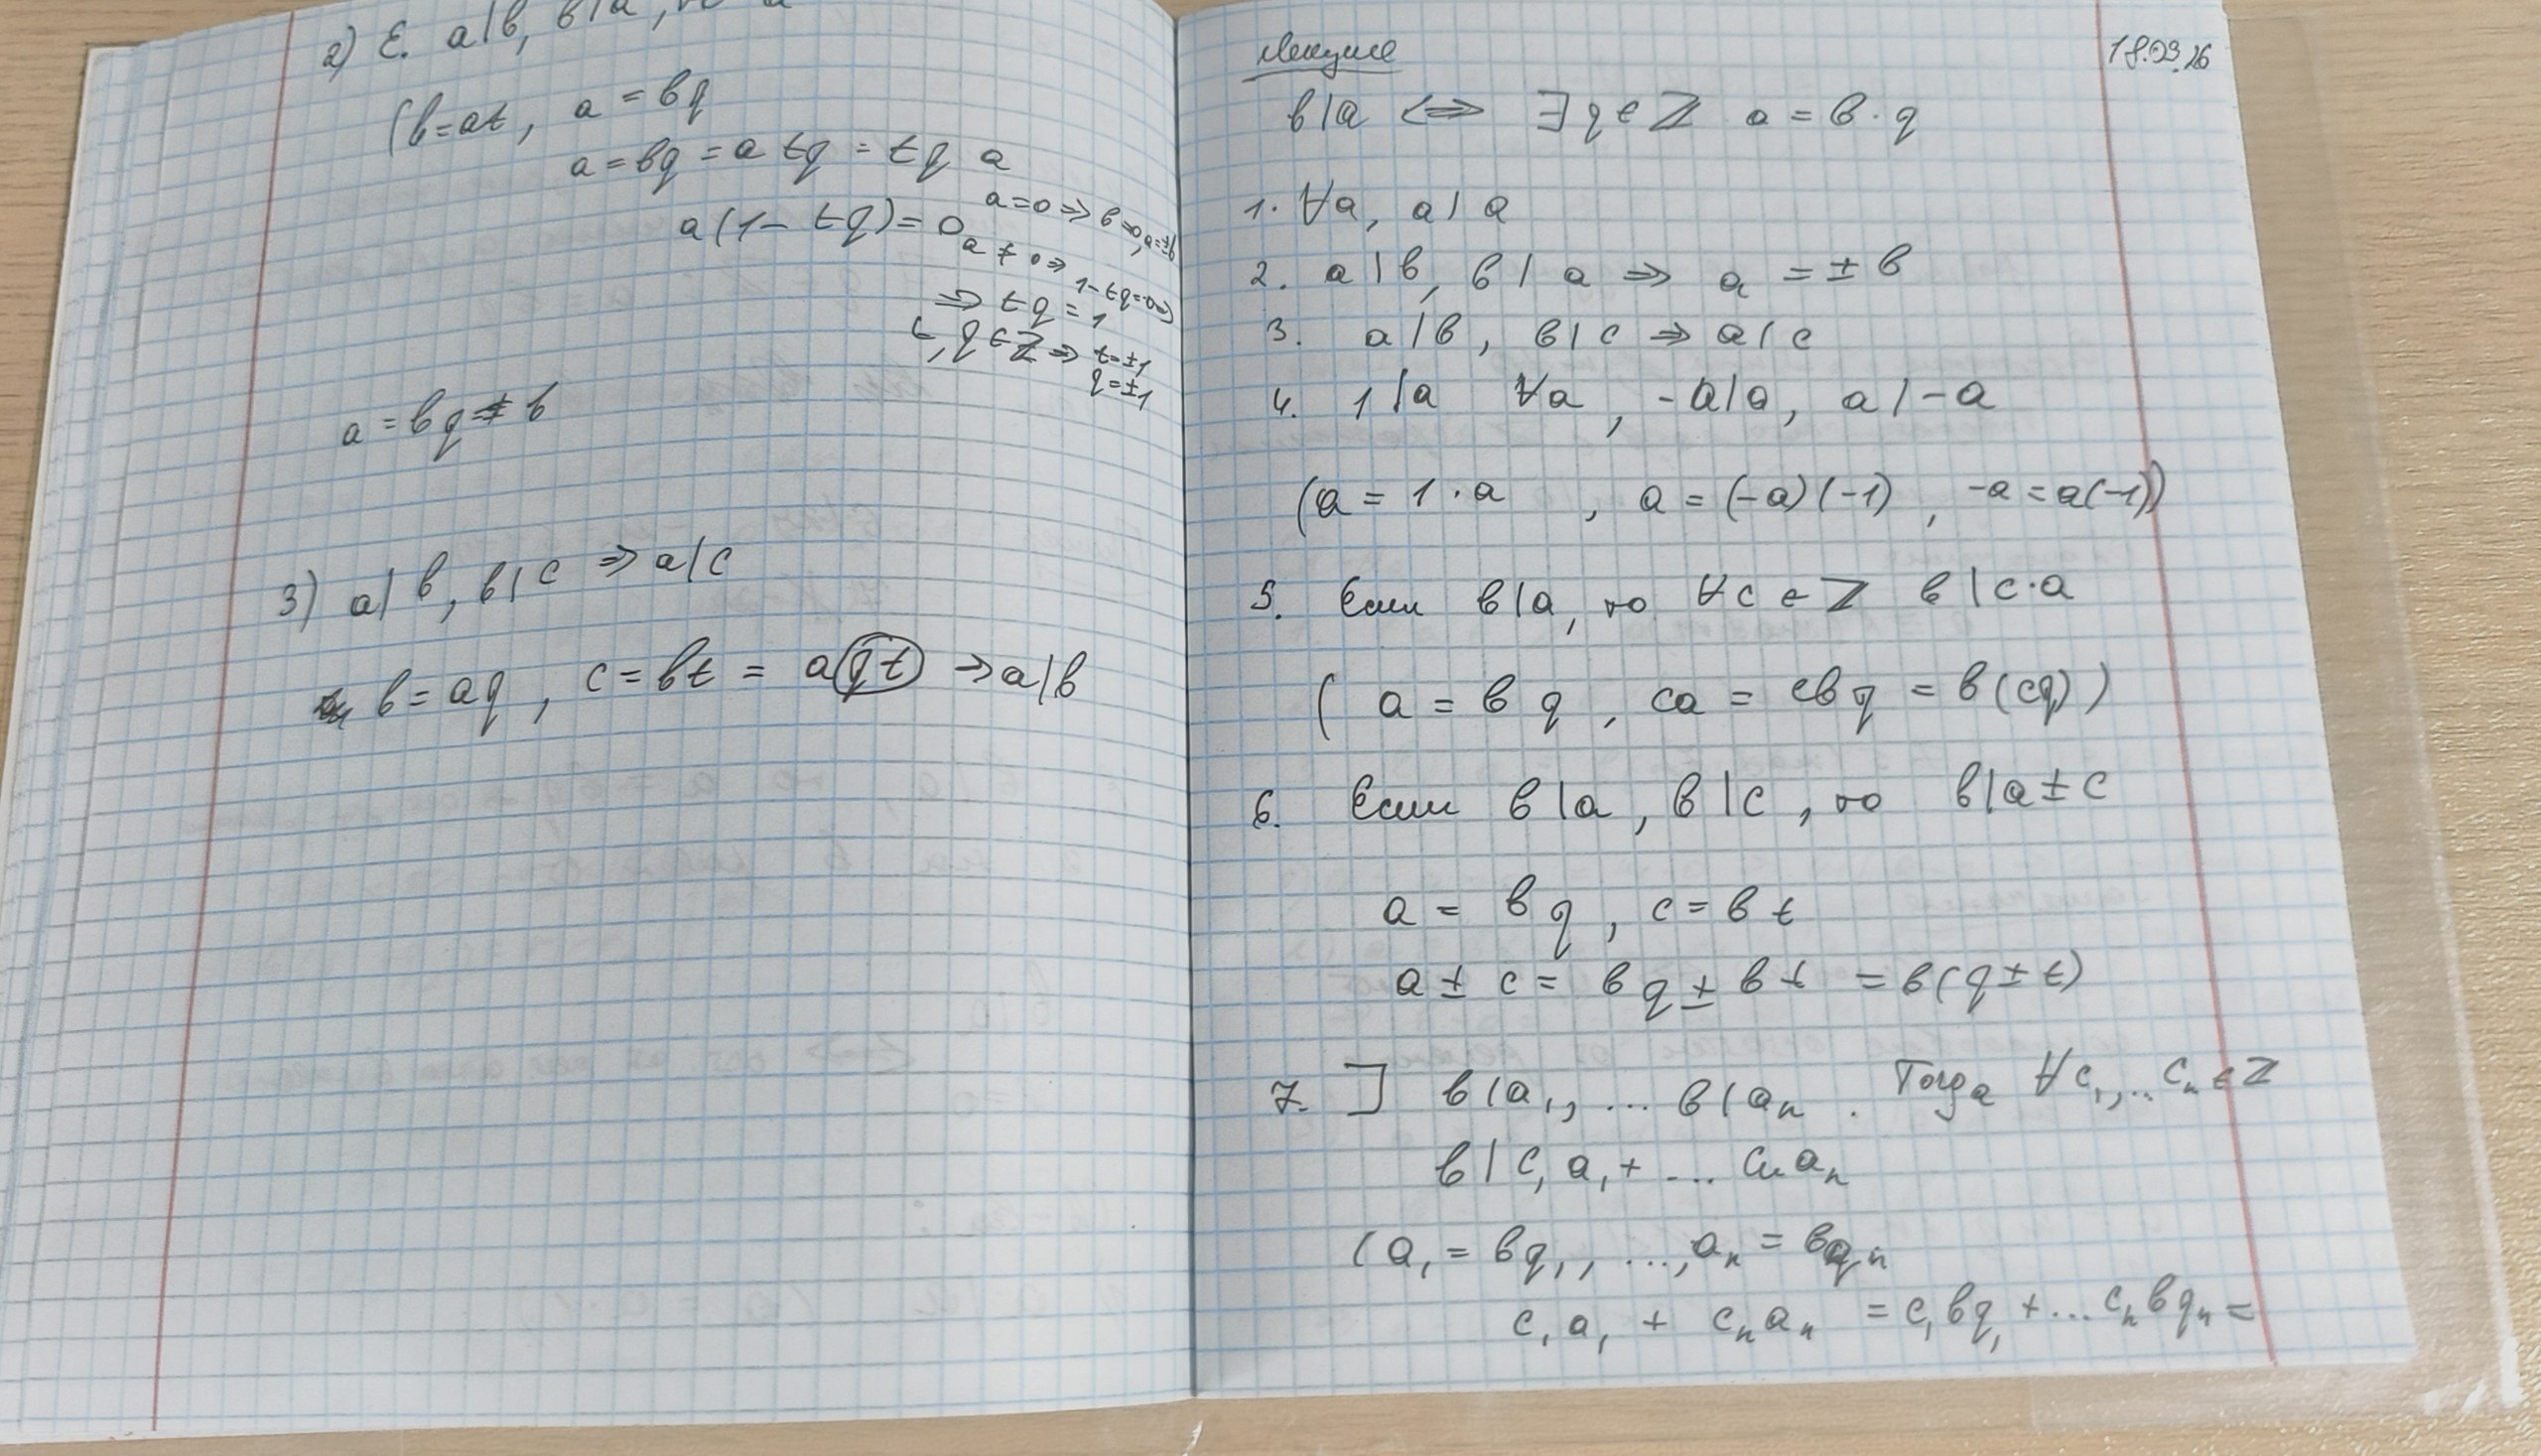 2) Е. a|b, b|a, то a
(b=at, a=bq
a=bq=atq=tqa
a(1-tq)=0
a=0⇒b=0, a=±b
a≠0⇒1-tq=0⇒
⇒tq=1
t,q∈Z⇒ t=±1
q=±1
a=bq=±b
3) a|b, b|c ⇒a|c
b=aq, c=bt=aqt ⇒a|b
Лекция 18.03.26
b|a ⇔ ∃q∈Z a=b·q
1. ∀a, a|a
2. a|b, b|a ⇒ a=±b
3. a|b, b|c ⇒ a|c
4. 1|a ∀a, -a|a, a|-a
(a=1·a, a=(-a)(-1), -a=a(-1))
5. Если b|a, то ∀c∈Z b|c·a
(a=bq, ca=cbq=b(cq))
6. Если b|a, b|c, то b|a±c
a=bq, c=bt
a±c=bq±bt=b(q±t)
7. ] b|a₁, ... b|aₙ. Тогда ∀c₁,..cₙ∈Z
b|c₁a₁+...cₙaₙ
(a₁=bq₁, ..., aₙ=bqₙ
c₁a₁+cₙaₙ=c₁bq₁+...cₙbqₙ=